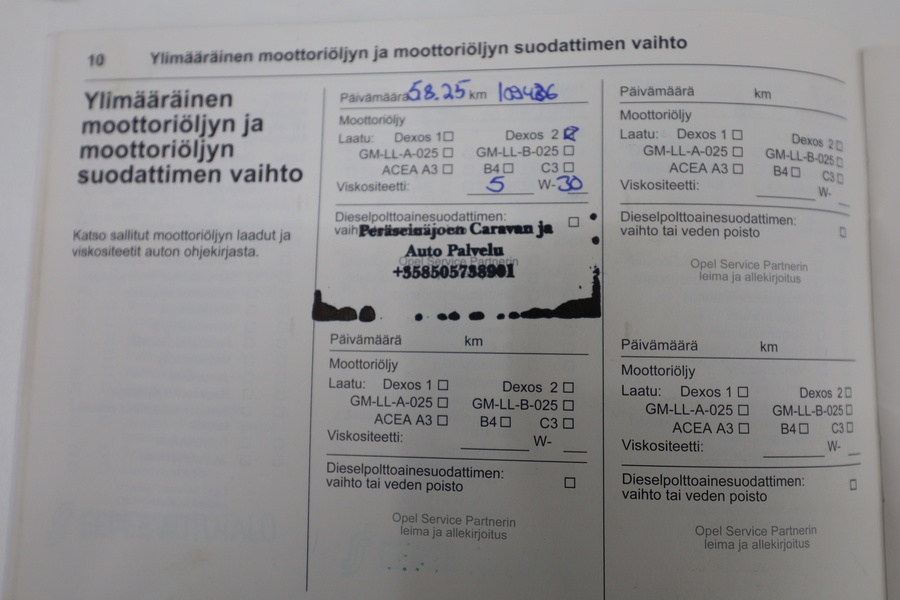 10 Ylimääräinen moottoriöljyn ja moottoriöljyn suodattimen vaihto
Ylimääräinen
moottoriöljyn ja
moottoriöljyn
suodattimen vaihto
Katso sallitut moottoriöljyn laadut ja
viskositeetit auton ohjekirjasta.
Päivämäärä 5.8.25 km 109436
Moottoriöljy
Laatu: Dexos 1 Dexos 2
GM-LL-A-025 GM-LL-B-025
ACEA A3 B4 C3
Viskositeetti: 5 W-30
Dieselpolttoainesuodattimen:
Peräseinäjoen Caravan ja
Auto Palvelu
Opel Service Partnerin
+358505738901
Päivämäärä km
Moottoriöljy
Laatu: Dexos 1 Dexos 2
GM-LL-A-025 GM-LL-B-025
ACEA A3 B4 C3
Viskositeetti: W-
Dieselpolttoainesuodattimen:
vaihto tai veden poisto
Opel Service Partnerin
leima ja allekirjoitus
Päivämäärä km
Moottoriöljy
Laatu: Dexos 1 Dexos 2
GM-LL-A-025 GM-LL-B-025
ACEA A3 B4 C3
Viskositeetti: W-
Dieselpolttoainesuodattimen:
vaihto tai veden poisto
Opel Service Partnerin
leima ja allekirjoitus
Päivämäärä km
Moottoriöljy
Laatu: Dexos 1 Dexos 2
GM-LL-A-025 GM-LL-B-025
ACEA A3 B4 C3
Viskositeetti: W-
Dieselpolttoainesuodattimen:
vaihto tai veden poisto
Opel Service Partnerin
leima ja allekirjoitus